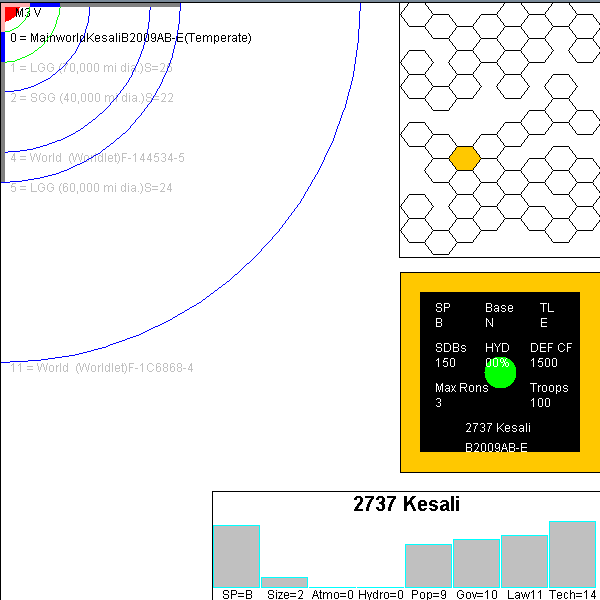 M3 V
0 = MainworldKesaliB2009AB-E(Temperate)
1 = LGG (70,000 mi dia.)S=26
2 = SGG (40,000 mi dia.)S=22
4 = World  (Worldlet)F-144534-5
5 = LGG (60,000 mi dia.)S=24
11 = World  (Worldlet)F-1C6868-4
SP Base TL
B N E
SDBs HYD DEF CF
150 00% 1500
Max Rons Troops
3 100
2737 Kesali
B2009AB-E
2737 Kesali
SP=B Size=2 Atmo=0 Hydro=0 Pop=9 Gov=10 Law11 Tech=14